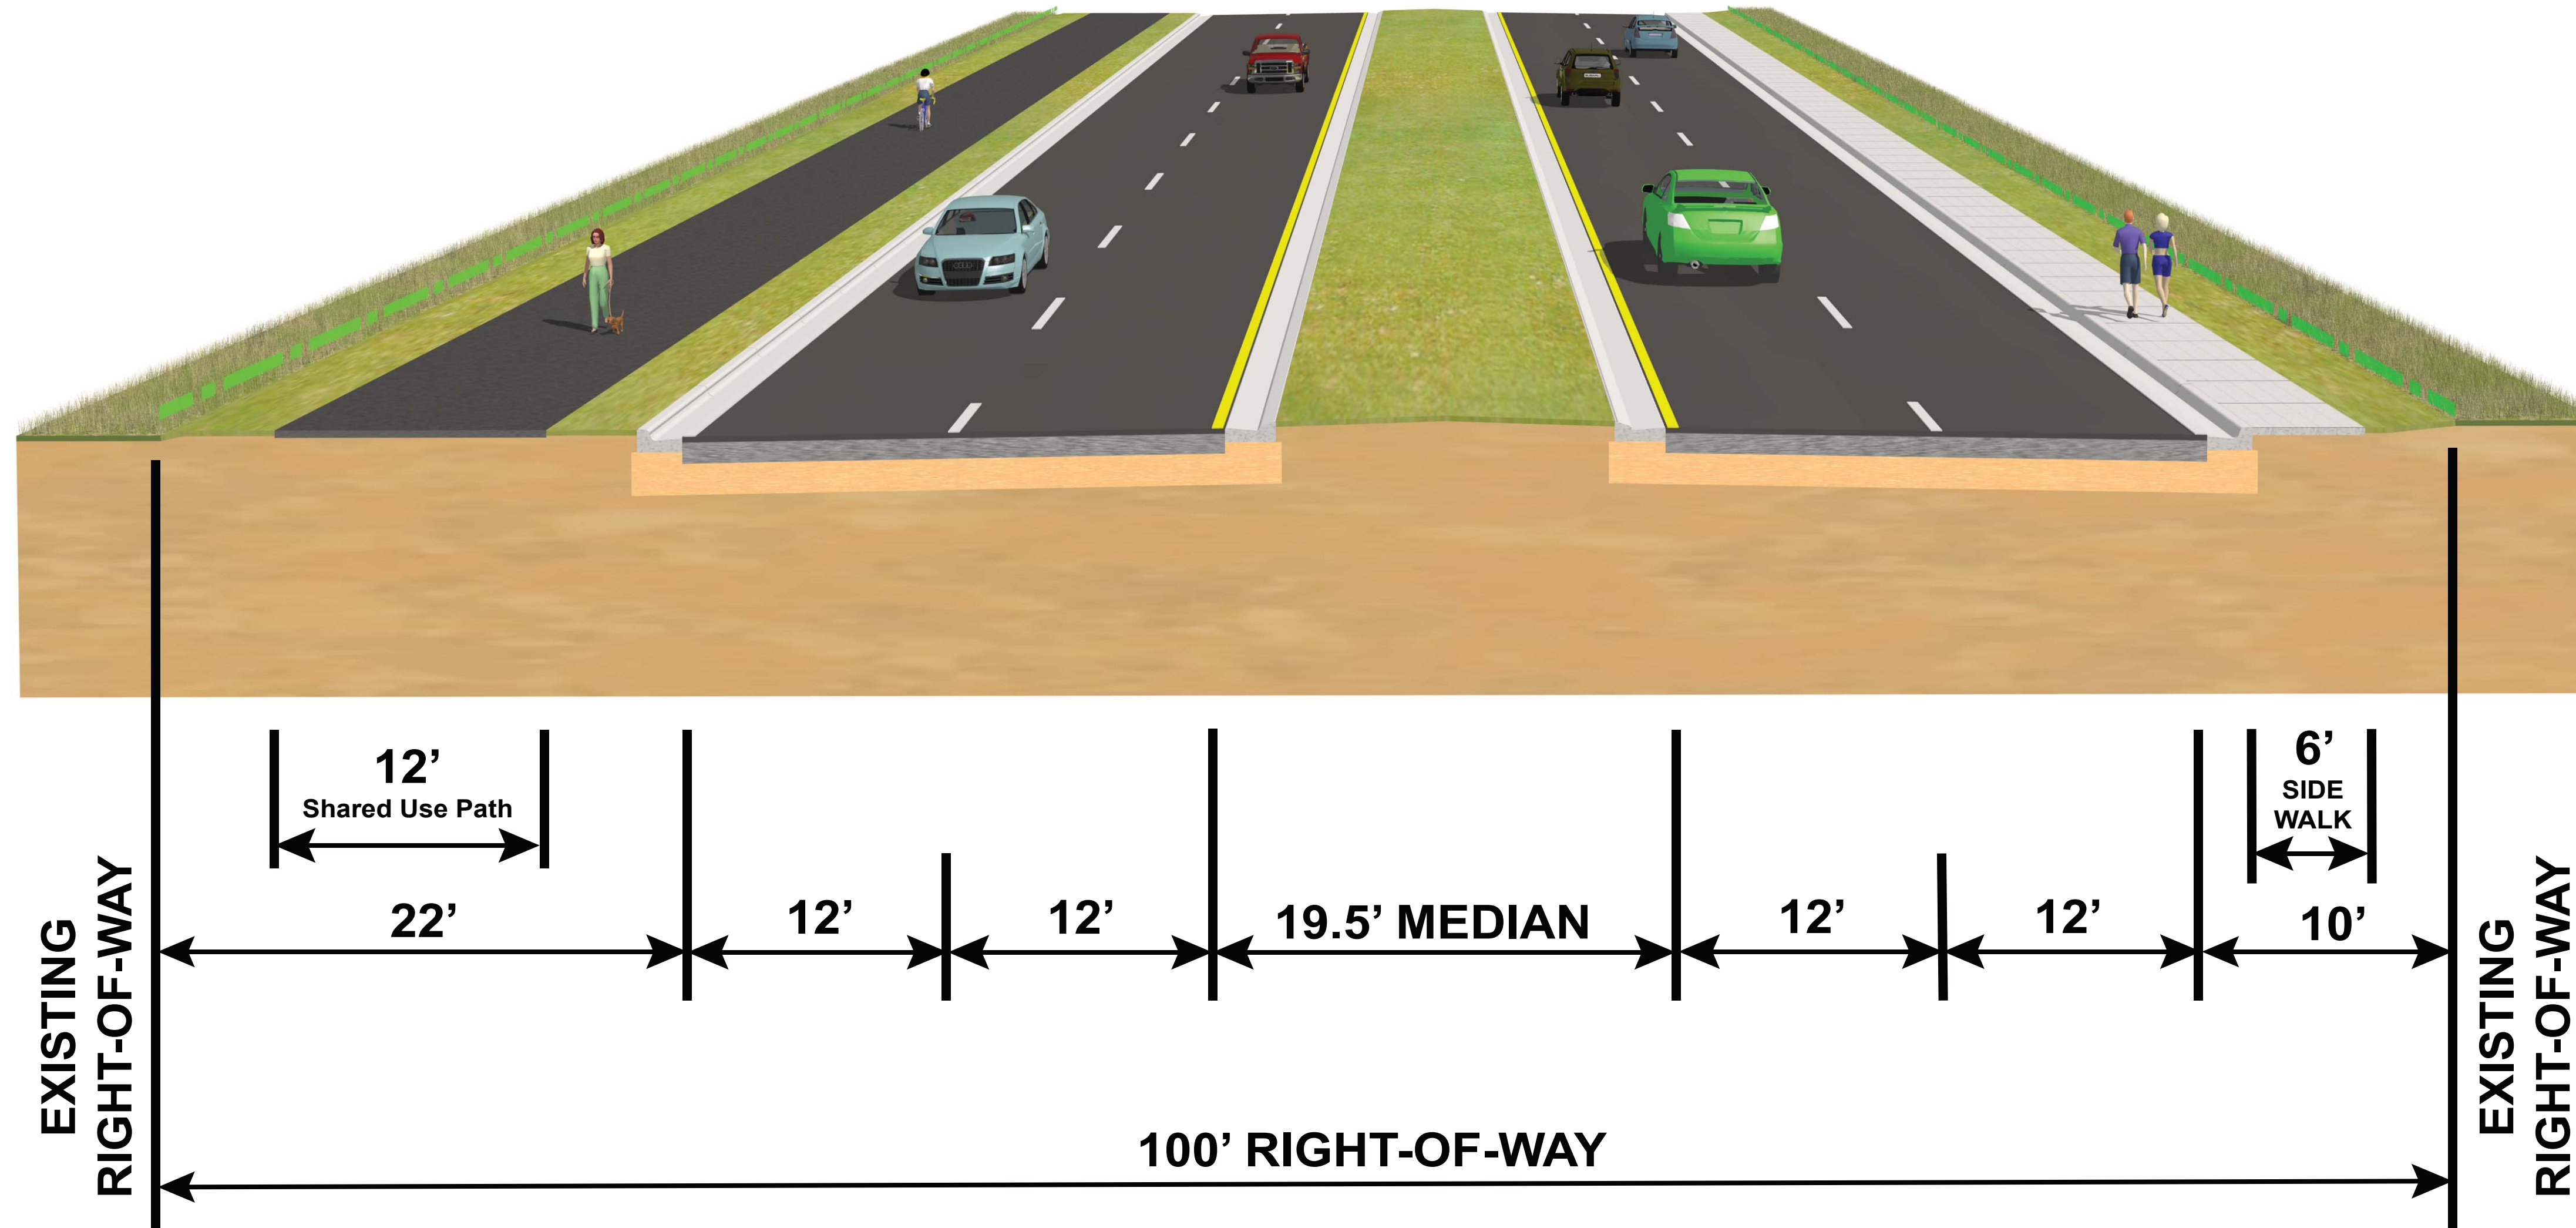 12’
Shared Use Path
6’
SIDE
WALK
22’
12’
12’
19.5’ MEDIAN
12’
12’
10’
EXISTING
RIGHT-OF-WAY
EXISTING
RIGHT-OF-WAY
100’ RIGHT-OF-WAY